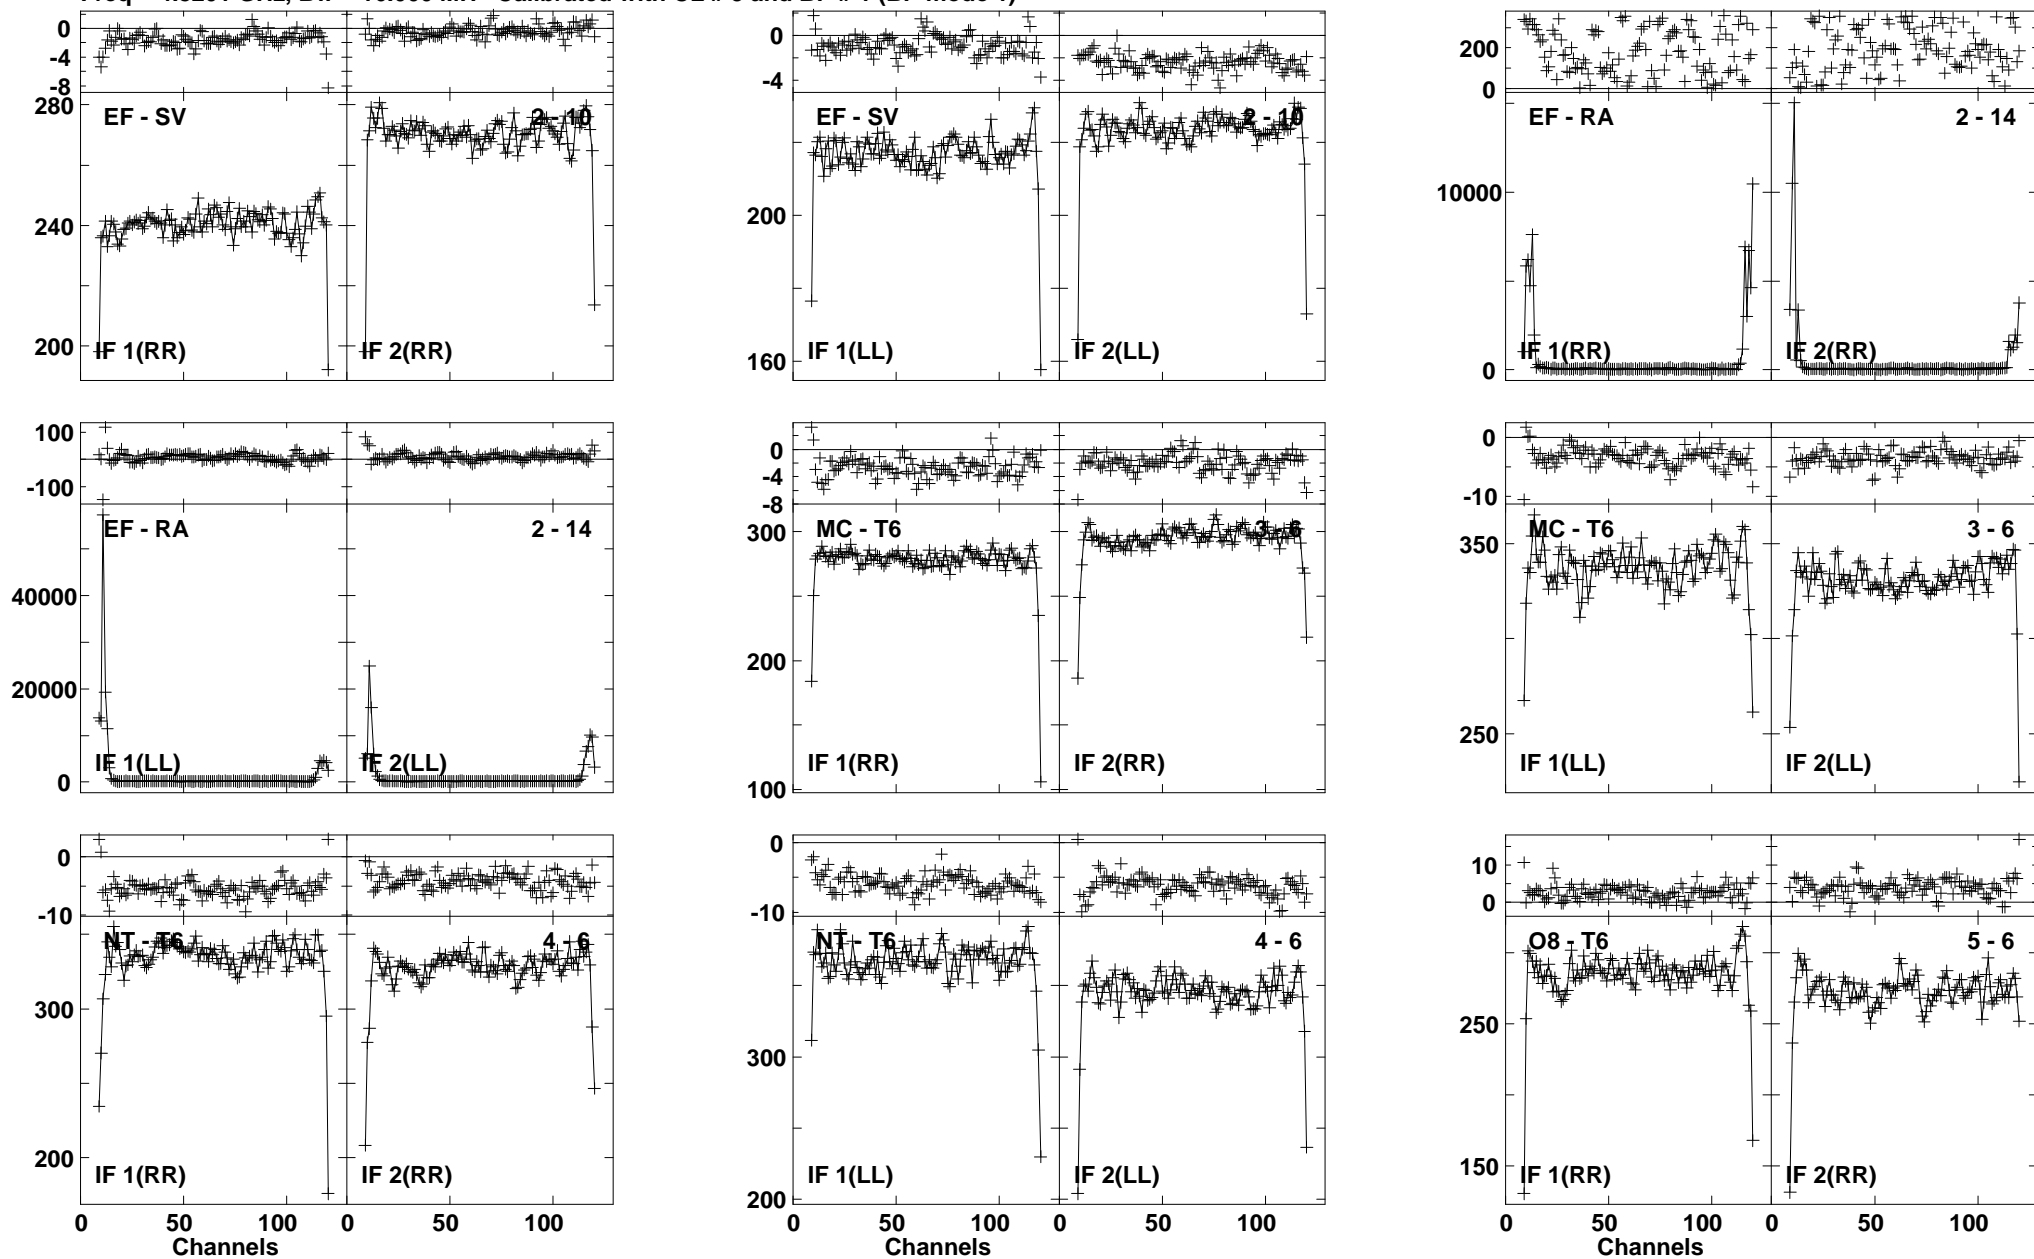 0
-4
-8
280
240
200
EF - SV
2 - 10
IF 1(RR)
IF 2(RR)
0
-4
200
160
EF - SV
2 - 10
IF 1(LL)
IF 2(LL)
200
0
10000
0
EF - RA
2 - 14
IF 1(RR)
IF 2(RR)
100
-100
40000
20000
0
EF - RA
2 - 14
IF 1(LL)
IF 2(LL)
0
-4
-8
300
200
100
MC - T6
3 - 6
IF 1(RR)
IF 2(RR)
0
-10
350
250
MC - T6
3 - 6
IF 1(LL)
IF 2(LL)
0
-10
300
200
NT - T6
4 - 6
IF 1(RR)
IF 2(RR)
0 50 100 0 50 100
Channels
0
-10
300
200
NT - T6
4 - 6
IF 1(LL)
IF 2(LL)
0 50 100 0 50 100
Channels
10
0
250
150
O8 - T6
5 - 6
IF 1(RR)
IF 2(RR)
0 50 100 0 50 100
Channels